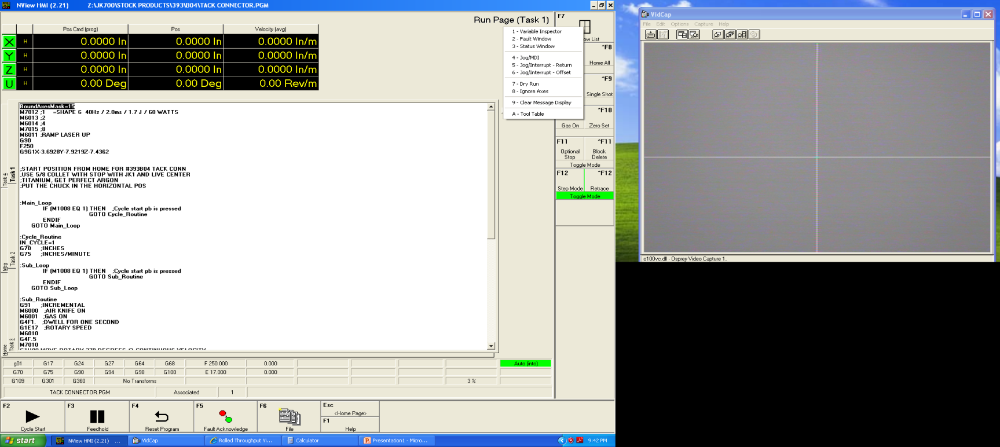 NView HMI (2.21) Z:\JK700\STOCK PRODUCTS\393\B04\TACK CONNECTOR.PGM
Run Page (Task 1)
Pos Cmd (prog) Pos Velocity (avg)
X H 0.0000 In 0.0000 In 0.0000 In/m
Y H 0.0000 In 0.0000 In 0.0000 In/m
Z H 0.0000 In 0.0000 In 0.0000 In/m
U H 0.00 Deg 0.00 Deg 0.00 Rev/m
BoundAxesMask=15
M7012 ;1 =SHAPE 6 40Hz / 2.0ms / 1.7 J / 68 WATTS
M6013 ;2
M6014 ;4
M7015 ;8
M6011 ;RAMP LASER UP
G90
F250
G9G1X-3.6928Y-7.9219Z-7.4362
;START POSITION FROM HOME FOR #393B04 TACK CONN
;USE 5/8 COLLET WITH STOP WITH JK1 AND LIVE CENTER
;TITANIUM, GET PERFECT ARGON
;PUT THE CHUCK IN THE HORIZONTAL POS
:Main_Loop
IF (M1008 EQ 1) THEN ;Cycle start pb is pressed
GOTO Cycle_Routine
ENDIF
GOTO Main_Loop
:Cycle_Routine
IN_CYCLE=1
G70 ;INCHES
G75 ;INCHES/MINUTE
:Sub_Loop
IF (M1008 EQ 1) THEN ;Cycle start pb is pressed
GOTO Sub_Routine
ENDIF
GOTO Sub_Loop
:Sub_Routine
G91 ;INCREMENTAL
M6000 ;AIR KNIFE ON
M6001 ;GAS ON
G4F1. ;DWELL FOR ONE SECOND
G1E17 ;ROTARY SPEED
M6010
G4F.5
M7010
Task 4
Task1
Msg
Task 2
Home
Task 3
1 - Variable Inspector
2 - Fault Window
3 - Status Window
4 - Jog/MDI
5 - Jog/Interrupt - Return
6 - Jog/Interrupt - Offset
7 - Dry Run
8 - Ignore Axes
9 - Clear Message Display
A - Tool Table
F7
ow List
^F8
Home All
^F9
Single Shot
^F10
Gas On Zero Set
F11 ^F11
Optional Stop Block Delete
Toggle Mode
F12 ^F12
Step Mode Retrace
Toggle Mode
g01 G17 G24 G27 G64 G68 F 250.000 0.000 Auto (into)
G70 G75 G90 G94 G98 G100 E 17.000 0.000
G109 G301 G360 No Transforms 3 %
TACK CONNECTOR.PGM Associated 1
F2 F3 F4 F5 F6 Esc
<Home Page>
F1
Cycle Start Feedhold Reset Program Fault Acknowledge File Help
start NView HMI (2.21) ... VidCap Rolled Throughput Yi... Calculator Presentation1 - Micro... 9:42 PM
VidCap
File Edit Options Capture Help
o100vc.dll - Osprey Video Capture 1,